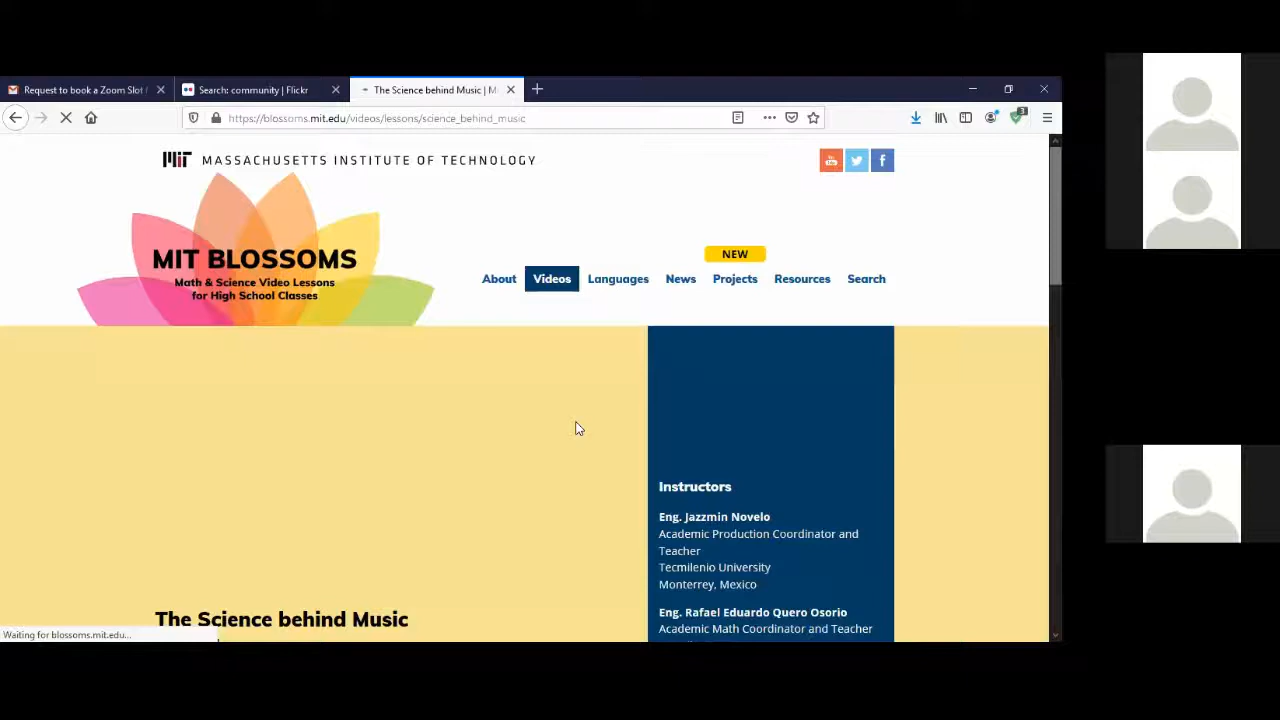 Request to book a Zoom Slot
Search: community | Flickr
The Science behind Music | M
https://blossoms.mit.edu/videos/lessons/science_behind_music
3
MIT MASSACHUSETTS INSTITUTE OF TECHNOLOGY
You
MIT BLOSSOMS
Math & Science Video Lessons
for High School Classes
NEW
About Videos Languages News Projects Resources Search
Instructors
Eng. Jazzmin Novelo
Academic Production Coordinator and
Teacher
Tecmilenio University
Monterrey, Mexico
Eng. Rafael Eduardo Quero Osorio
Academic Math Coordinator and Teacher
The Science behind Music
Waiting for blossoms.mit.edu...